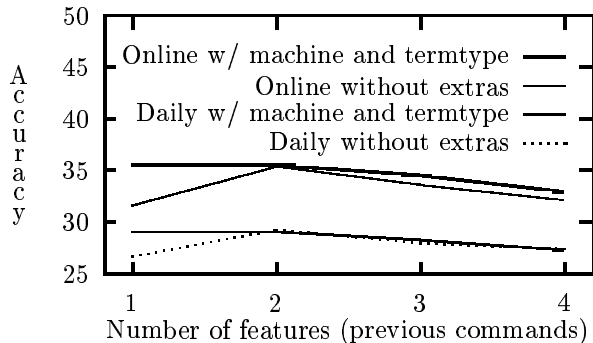 50
45
40
35
30
25
Accuracy
Online w/ machine and termtype
Online without extras
Daily w/ machine and termtype
Daily without extras
1 2 3 4
Number of features (previous commands)